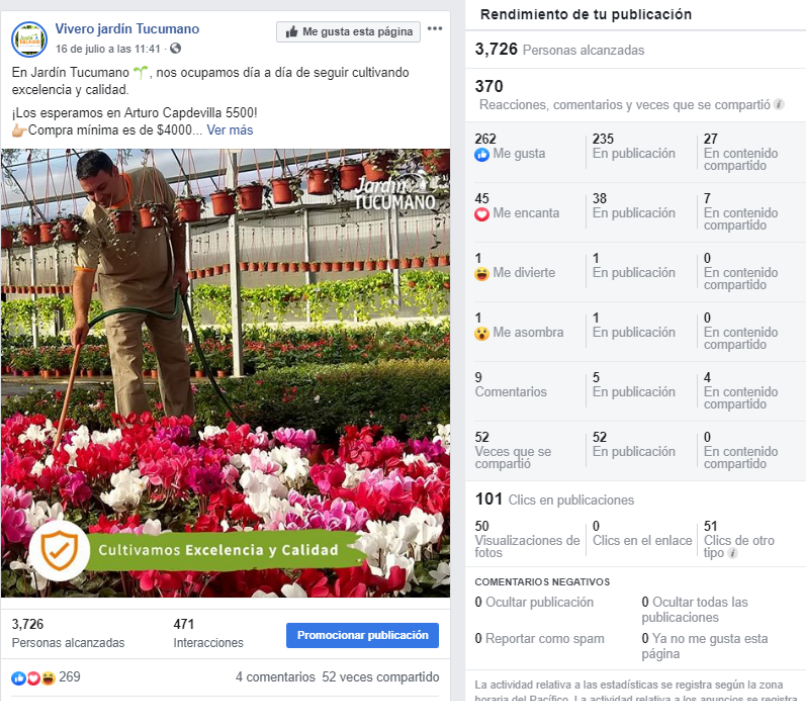 Vivero jardín Tucumano
Me gusta esta página
16 de julio a las 11:41 ·
En Jardín Tucumano 🌱, nos ocupamos día a día de seguir cultivando
excelencia y calidad.
¡Los esperamos en Arturo Capdevilla 5500!
👉🏻Compra mínima es de $4000... Ver más
Jardín
TUCUMANO
Cultivamos Excelencia y Calidad
3,726
Personas alcanzadas
471
Interacciones
Promocionar publicación
269
4 comentarios 52 veces compartido
Rendimiento de tu publicación
3,726 Personas alcanzadas
370
Reacciones, comentarios y veces que se compartió
262
Me gusta
235
En publicación
27
En contenido
compartido
45
Me encanta
38
En publicación
7
En contenido
compartido
1
Me divierte
1
En publicación
0
En contenido
compartido
1
Me asombra
1
En publicación
0
En contenido
compartido
9
Comentarios
5
En publicación
4
En contenido
compartido
52
Veces que se
compartió
52
En publicación
0
En contenido
compartido
101 Clics en publicaciones
50
Visualizaciones de
fotos
0
Clics en el enlace
51
Clics de otro
tipo
COMENTARIOS NEGATIVOS
0 Ocultar publicación
0 Ocultar todas las
publicaciones
0 Reportar como spam
0 Ya no me gusta esta
página
La actividad relativa a las estadísticas se registra según la zona
horaria del Pacífico. La actividad relativa a los anuncios se registra